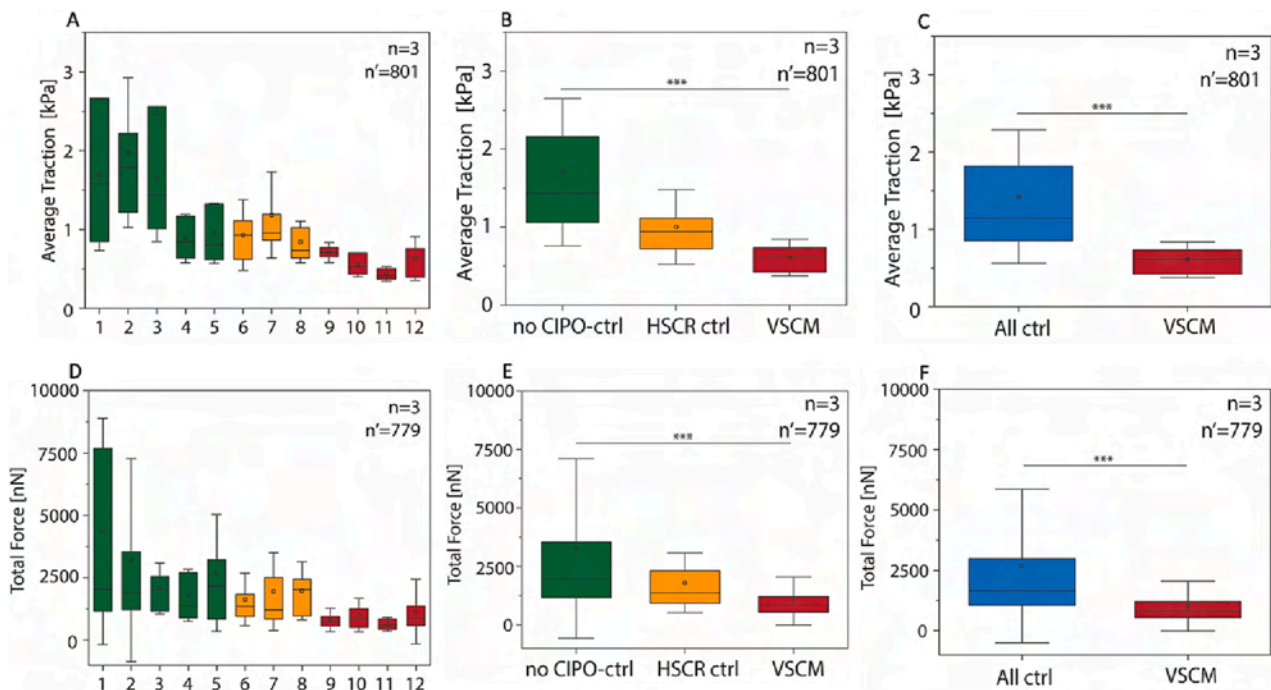 A
n=3
n'=801
Average Traction [kPa]
3
2
1
0
1 2 3 4 5 6 7 8 9 10 11 12
B
n=3
n'=801
***
Average Traction [kPa]
3
2
1
0
no CIPO-ctrl HSCR ctrl VSCM
C
n=3
n'=801
***
Average Traction [kPa]
3
2
1
0
All ctrl VSCM
D
n=3
n'=779
Total Force [nN]
10000
7500
5000
2500
0
1 2 3 4 5 6 7 8 9 10 11 12
E
n=3
n'=779
***
Total Force [nN]
10000
7500
5000
2500
0
no CIPO-ctrl HSCR ctrl VSCM
F
n=3
n'=779
***
Total Force [nN]
10000
7500
5000
2500
0
All ctrl VSCM